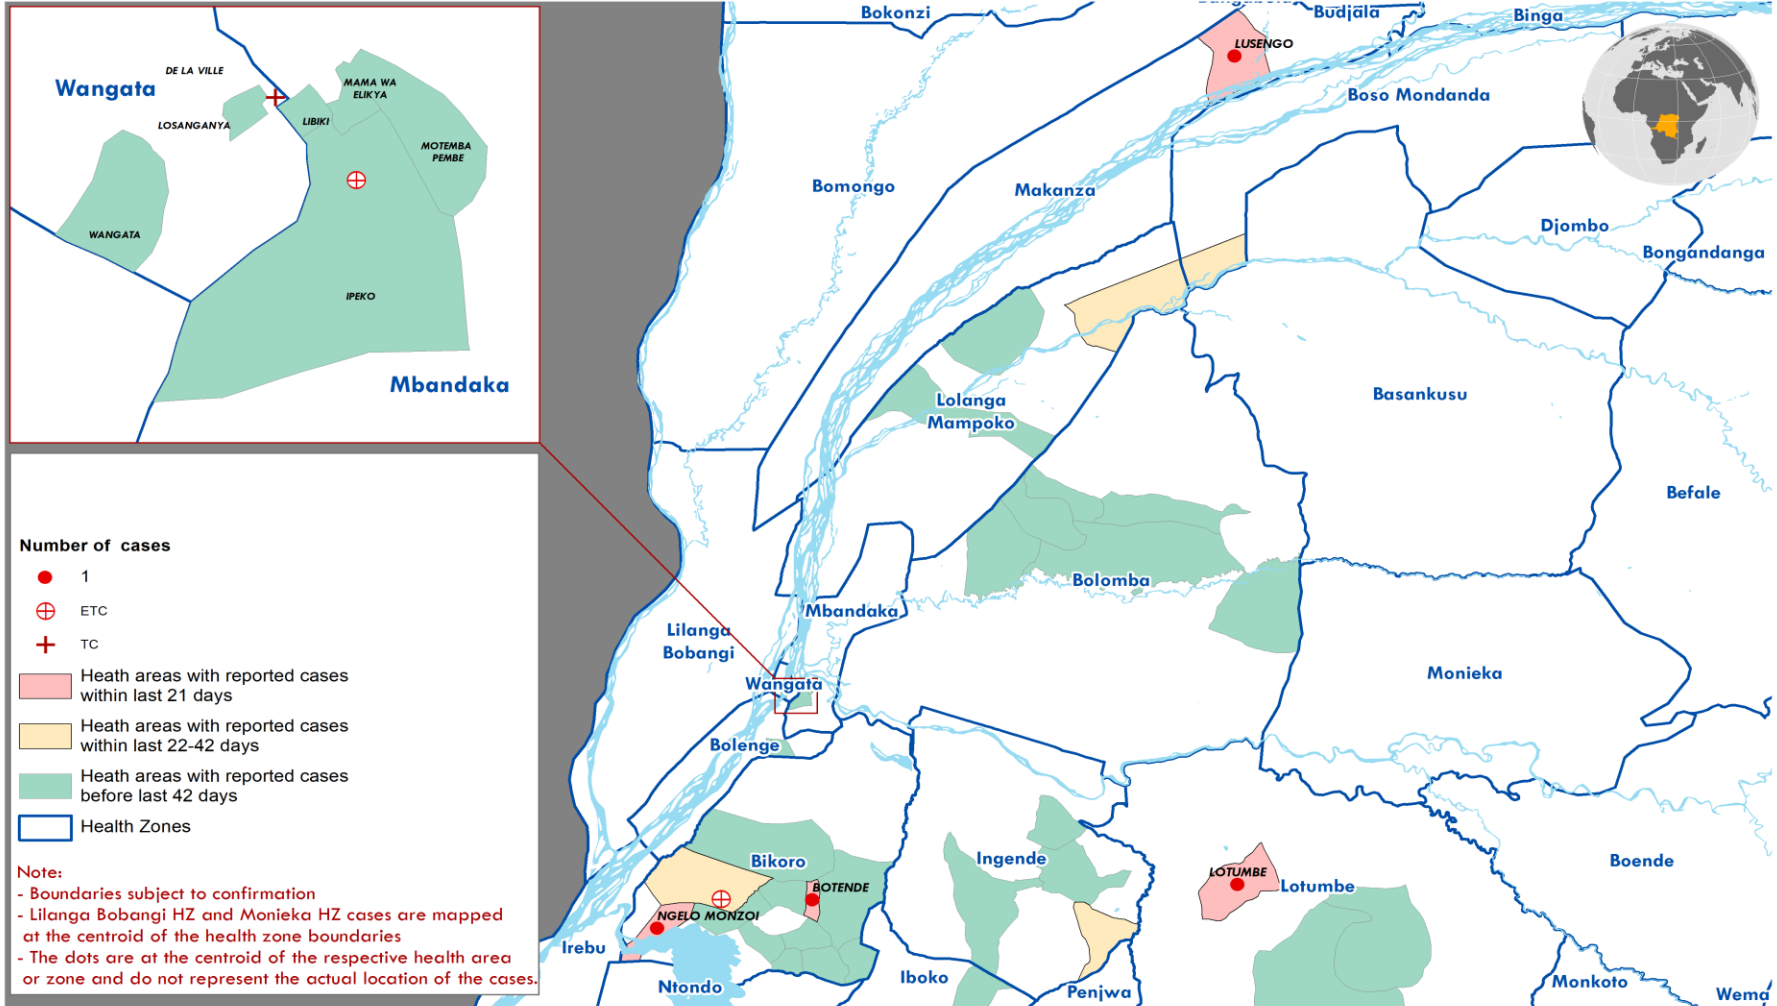 DE LA VILLE
Wangata
MAMA WA
ELIKYA
LOSANGANYA
LIBIKI
MOTEMBA
PEMBE
WANGATA
IPEKO
Mbandaka
Number of cases
1
ETC
TC
Heath areas with reported cases
within last 21 days
Heath areas with reported cases
within last 22-42 days
Heath areas with reported cases
before last 42 days
Health Zones
Note:
- Boundaries subject to confirmation
- Lilanga Bobangi HZ and Monieka HZ cases are mapped
at the centroid of the health zone boundaries
- The dots are at the centroid of the respective health area
or zone and do not represent the actual location of the cases.
Bokonzi
Budjala
Binga
LUSENGO
Boso Mondanda
Bomongo
Makanza
Djombo
Bongandanga
Lolanga
Mampoko
Basankusu
Befale
Bolomba
Mbandaka
Lilanga
Bobangi
Wangata
Monieka
Bolenge
Bikoro
Ingende
Boende
LOTUMBE
Lotumbe
BOTENDE
NGELO MONZOI
Irebu
Ntondo
Iboko
Penjwa
Monkoto
Wema